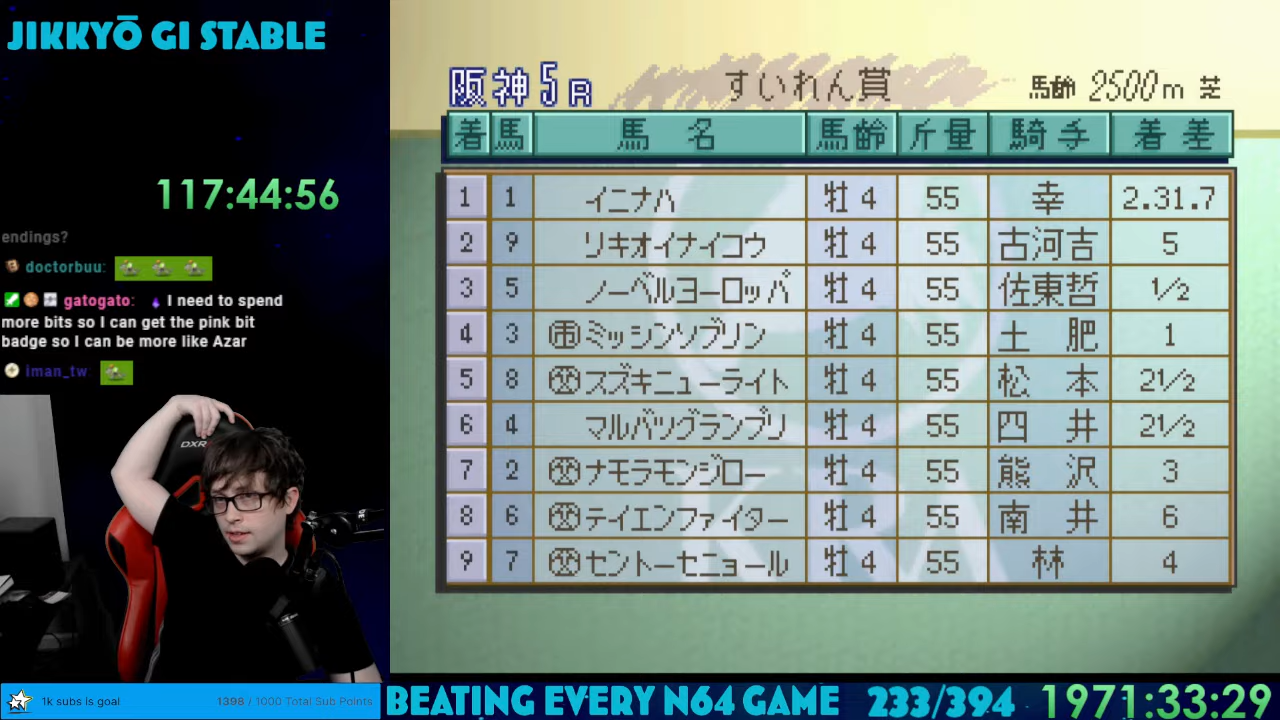 JIKKYŌ GI STABLE
117:44:56
endings?
doctorbuu:
gatogato: I need to spend
more bits so I can get the pink bit
badge so I can be more like Azar
iman_tw:
DXR
阪神5R すいれん賞 馬齢 2500m 芝
着 馬 馬名 馬齢 斤量 騎手 着差
1 1 イニナハ 牡4 55 幸 2.31.7
2 9 リキオイナイコウ 牡4 55 古河吉 5
3 5 ノーベルヨーロッパ 牡4 55 佐東哲 1/2
4 3 ミッシンソブリン 牡4 55 土肥 1
5 8 スズキニューライト 牡4 55 松本 2 1/2
6 4 マルバツグランプリ 牡4 55 四井 2 1/2
7 2 ナモラモンジロー 牡4 55 熊沢 3
8 6 テイエンファイター 牡4 55 南井 6
9 7 セントーセニョール 牡4 55 林 4
1k subs is goal 1398 / 1000 Total Sub Points
BEATING EVERY N64 GAME 233/394 1971:33:29